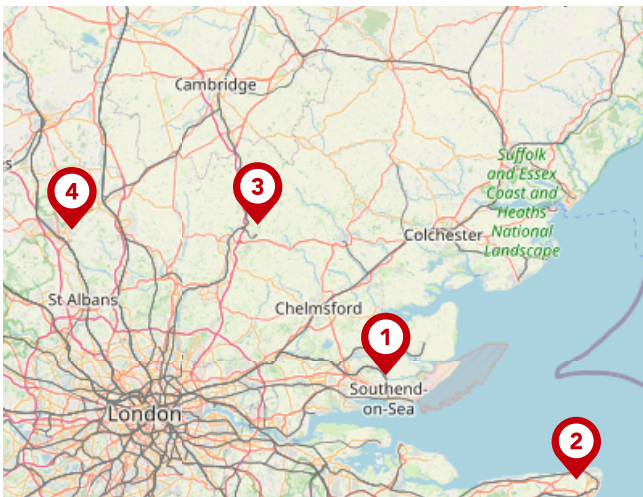 Cambridge
es
4
3
Suffolk
and Essex
Coast and
Heaths
National
Landscape
Colchester
St Albans
Chelmsford
1
Southend-
on-Sea
London
2